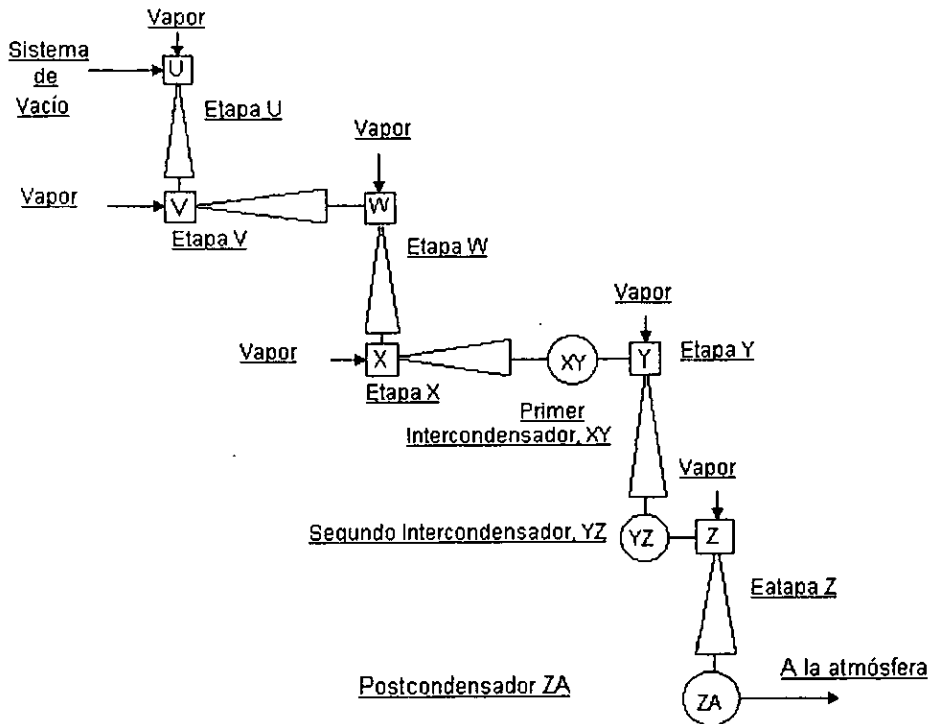 Vapor
Sistema
de
Vacío
U
Etapa U
Vapor
Vapor
V
W
Etapa V
Etapa W
Vapor
Vapor
X
XY
Y
Etapa Y
Etapa X
Primer
Intercondensador, XY
Vapor
Segundo Intercondensador, YZ
YZ
Z
Eatapa Z
A la atmósfera
Postcondensador ZA
ZA